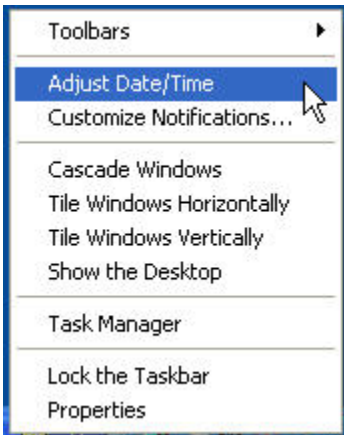 Toolbars
Adjust Date/Time
Customize Notifications...
Cascade Windows
Tile Windows Horizontally
Tile Windows Vertically
Show the Desktop
Task Manager
Lock the Taskbar
Properties